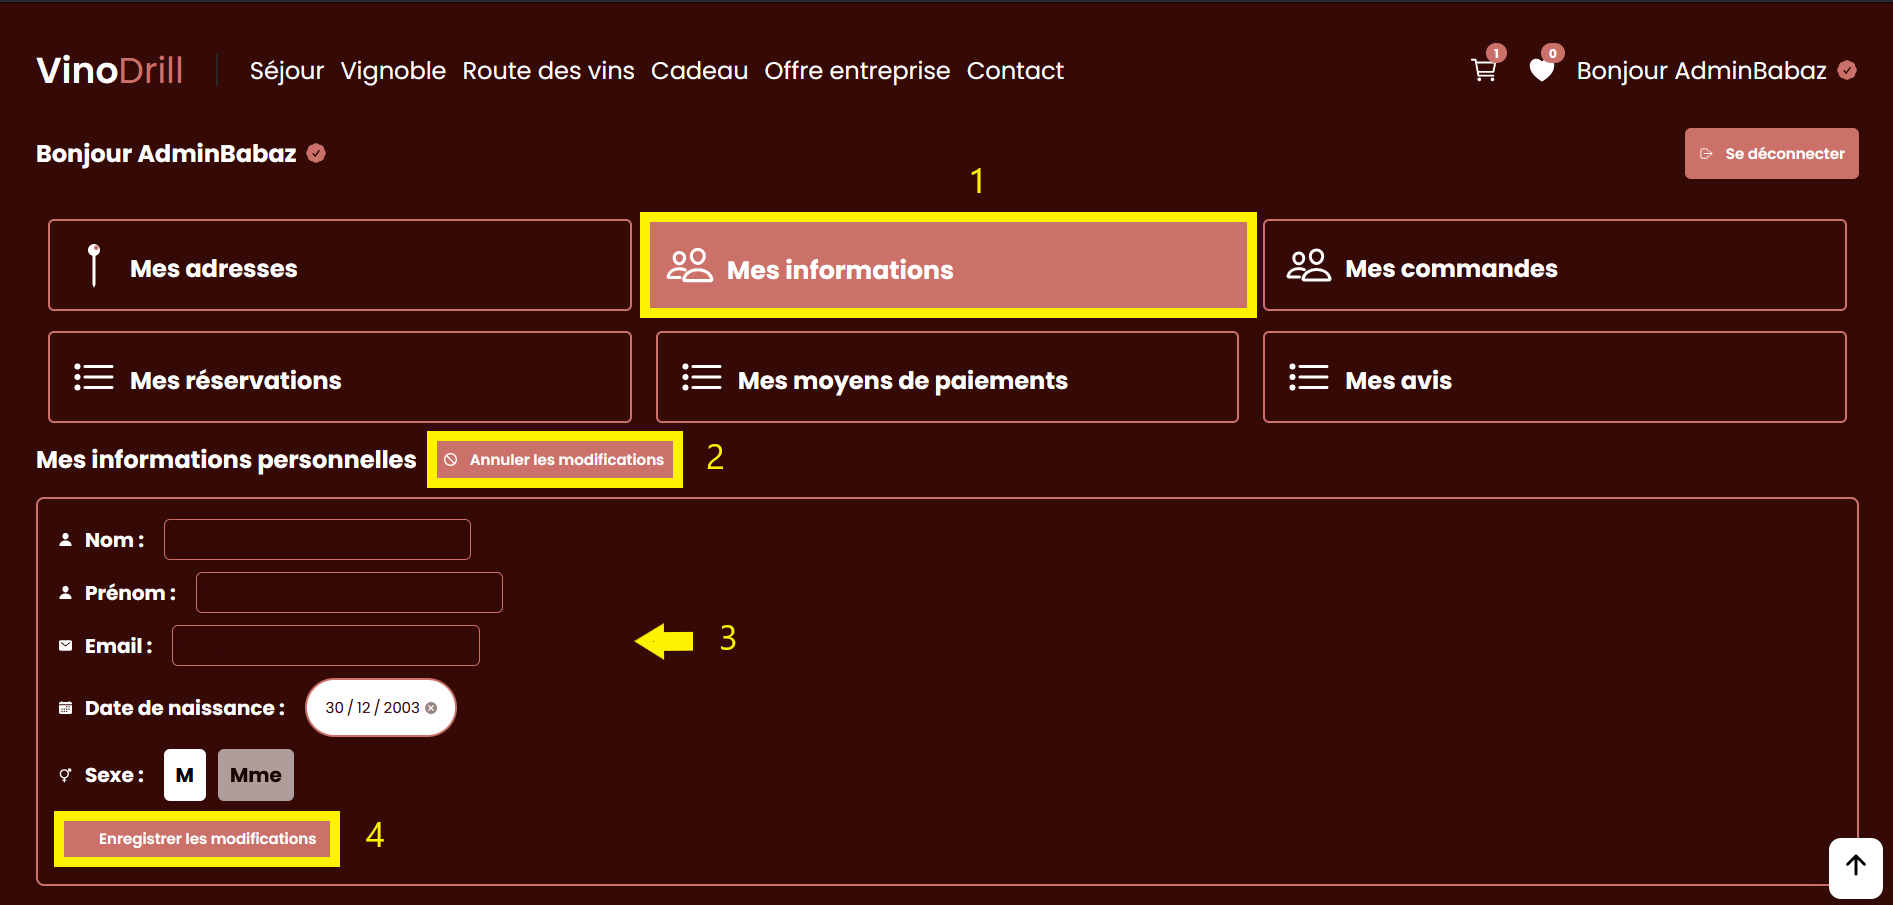 VinoDrill Séjour Vignoble Route des vins Cadeau Offre entreprise Contact 1 0 Bonjour AdminBabaz
Bonjour AdminBabaz Se déconnecter
1
Mes adresses Mes informations Mes commandes
Mes réservations Mes moyens de paiements Mes avis
Mes informations personnelles Annuler les modifications 2
Nom :
Prénom :
Email : 3
Date de naissance : 30 / 12 / 2003
Sexe : M Mme
Enregistrer les modifications 4